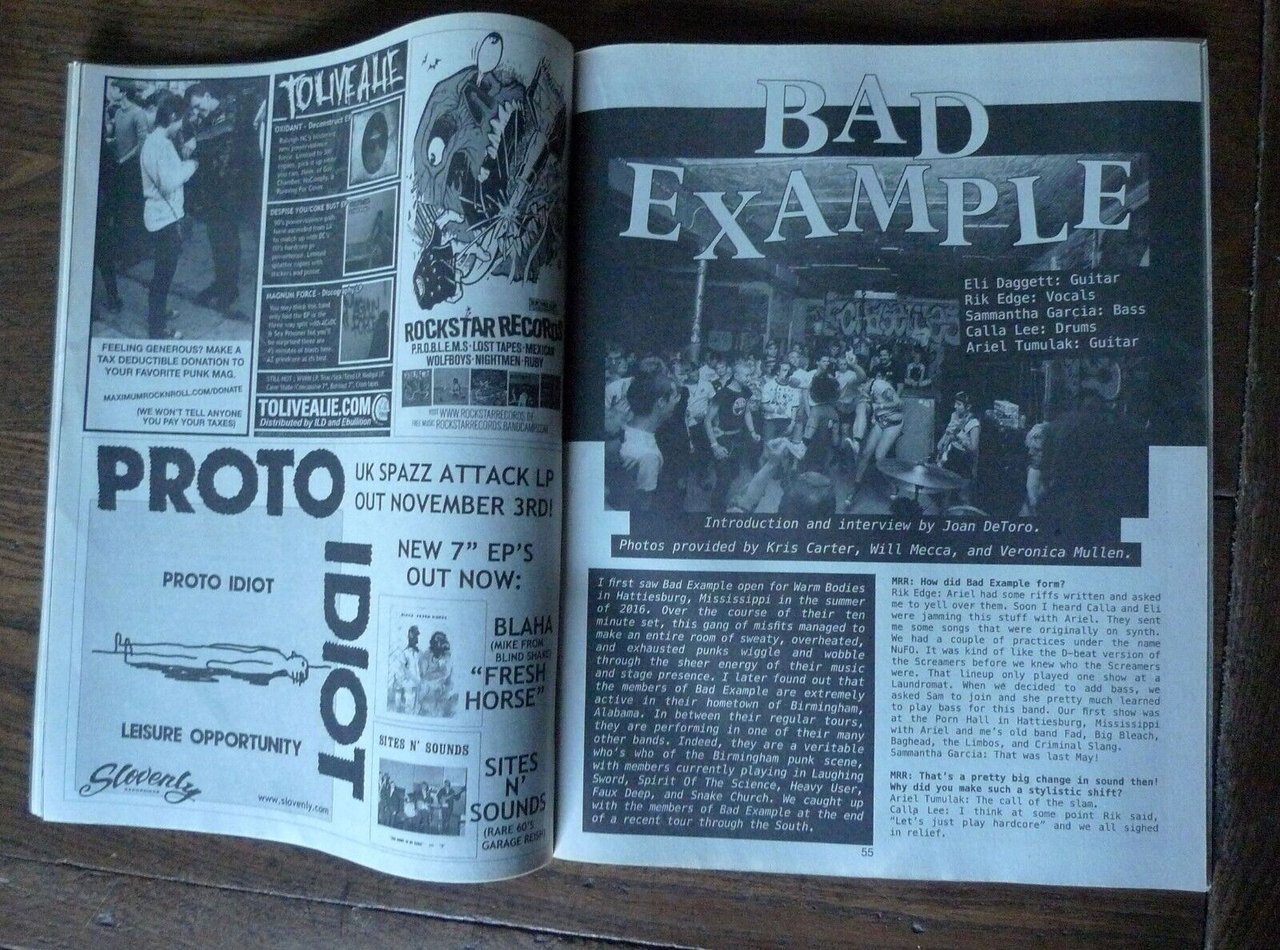 FEELING GENEROUS? MAKE A
TAX DEDUCTIBLE DONATION TO
YOUR FAVORITE PUNK MAG.
MAXIMUMROCKNROLL.COM/DONATE
(WE WON'T TELL ANYONE
YOU PAY YOUR TAXES)
TO LIVE A LIE
OXIDANT - Deconstruct EP
DESPISE YOU/COKE BUST EP
MAGNUM FORCE - Discography
TOLIVEALIE.COM
Distributed by ILD and Ebullition
ROCKSTAR RECORDS
P.R.O.B.L.E.M.S · LOST TAPES · MEXICAN
WOLFBOYS · NIGHTMEN · RUBY
VISIT WWW.ROCKSTARRECORDS.DE
FREE MUSIC ROCKSTARRECORDS.BANDCAMP.COM
PROTO
IDIOT
UK SPAZZ ATTACK LP
OUT NOVEMBER 3RD!
PROTO IDIOT
LEISURE OPPORTUNITY
Slovenly
RECORDINGS
www.slovenly.com
NEW 7” EP'S
OUT NOW:
BLAHA
(MIKE FROM
BLIND SHAKE)
“FRESH
HORSE”
SITES N' SOUNDS
SITES
N'
SOUNDS
(RARE 60'S
GARAGE REISH)
BAD
EXAMPLE
Eli Daggett: Guitar
Rik Edge: Vocals
Sammantha Garcia: Bass
Calla Lee: Drums
Ariel Tumulak: Guitar
Introduction and interview by Joan DeToro.
Photos provided by Kris Carter, Will Mecca, and Veronica Mullen.
I first saw Bad Example open for Warm Bodies
in Hattiesburg, Mississippi in the summer
of 2016. Over the course of their ten
minute set, this gang of misfits managed to
make an entire room of sweaty, overheated,
and exhausted punks wiggle and wobble
through the sheer energy of their music
and stage presence. I later found out that
the members of Bad Example are extremely
active in their hometown of Birmingham,
Alabama. In between their regular tours,
they are performing in one of their many
other bands. Indeed, they are a veritable
who's who of the Birmingham punk scene,
with members currently playing in Laughing
Sword, Spirit Of The Science, Heavy User,
Faux Deep, and Snake Church. We caught up
with the members of Bad Example at the end
of a recent tour through the South.
MRR: How did Bad Example form?
Rik Edge: Ariel had some riffs written and asked
me to yell over them. Soon I heard Calla and Eli
were jamming this stuff with Ariel. They sent
me some songs that were originally on synth.
We had a couple of practices under the name
NuFO. It was kind of like the D-beat version of
the Screamers before we knew who the Screamers
were. That lineup only played one show at a
Laundromat. When we decided to add bass, we
asked Sam to join and she pretty much learned
to play bass for this band. Our first show was
at the Porn Hall in Hattiesburg, Mississippi
with Ariel and me's old band Fad, Big Bleach,
Baghead, the Limbos, and Criminal Slang.
Sammantha Garcia: That was last May!
MRR: That's a pretty big change in sound then!
Why did you make such a stylistic shift?
Ariel Tumulak: The call of the slam.
Calla Lee: I think at some point Rik said,
“Let's just play hardcore” and we all sighed
in relief.
55